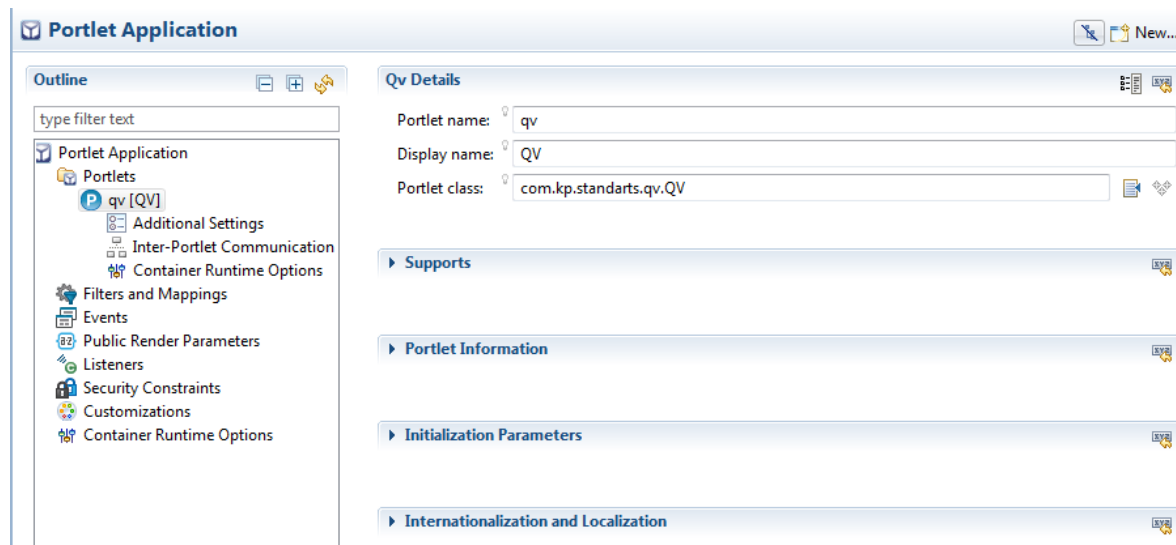 Portlet Application
New...
Outline
type filter text
Portlet Application
Portlets
qv [QV]
Additional Settings
Inter-Portlet Communication
Container Runtime Options
Filters and Mappings
Events
Public Render Parameters
Listeners
Security Constraints
Customizations
Container Runtime Options
Qv Details
Portlet name: qv
Display name: QV
Portlet class: com.kp.standarts.qv.QV
Supports
Portlet Information
Initialization Parameters
Internationalization and Localization